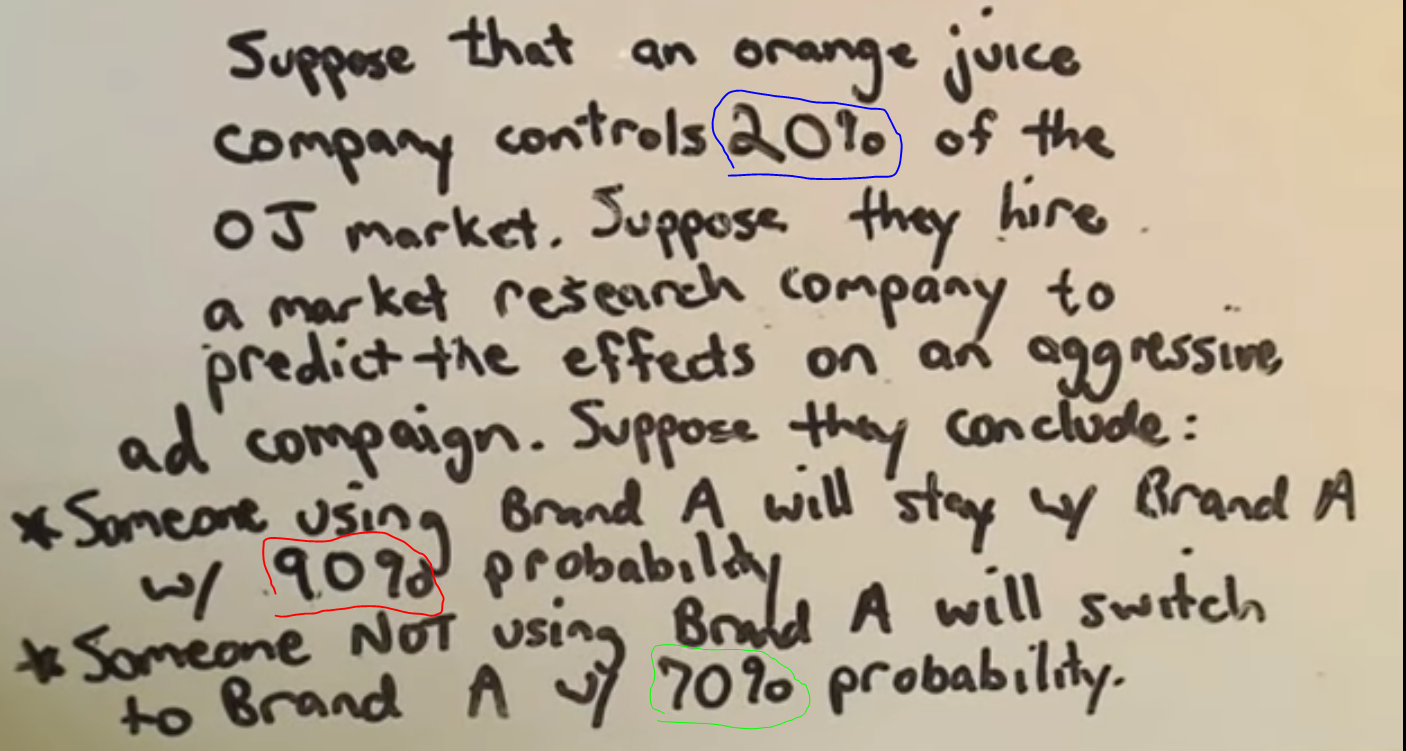 Suppose that an orange juice
company controls 20% of the
OJ market. Suppose they hire
a market research company to
predict the effects on an aggressive
ad compaign. Suppose they conclude:
*Someone using Brand A will stay w/ Brand A
w/ 90% probability
*Someone NOT using Brand A will switch
to Brand A w/ 70% probability.